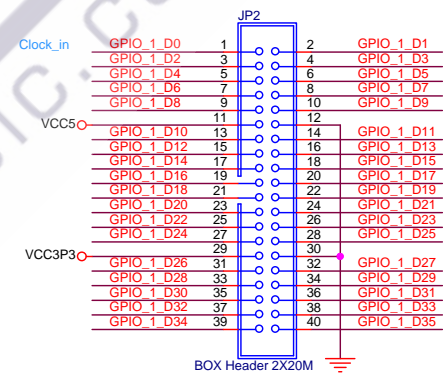 JP2
Clock_in GPIO_1_D0 1 2 GPIO_1_D1
GPIO_1_D2 3 4 GPIO_1_D3
GPIO_1_D4 5 6 GPIO_1_D5
GPIO_1_D6 7 8 GPIO_1_D7
GPIO_1_D8 9 10 GPIO_1_D9
VCC5 11 12
GPIO_1_D10 13 14 GPIO_1_D11
GPIO_1_D12 15 16 GPIO_1_D13
GPIO_1_D14 17 18 GPIO_1_D15
GPIO_1_D16 19 20 GPIO_1_D17
GPIO_1_D18 21 22 GPIO_1_D19
GPIO_1_D20 23 24 GPIO_1_D21
GPIO_1_D22 25 26 GPIO_1_D23
GPIO_1_D24 27 28 GPIO_1_D25
VCC3P3 29 30
GPIO_1_D26 31 32 GPIO_1_D27
GPIO_1_D28 33 34 GPIO_1_D29
GPIO_1_D30 35 36 GPIO_1_D31
GPIO_1_D32 37 38 GPIO_1_D33
GPIO_1_D34 39 40 GPIO_1_D35
BOX Header 2X20M